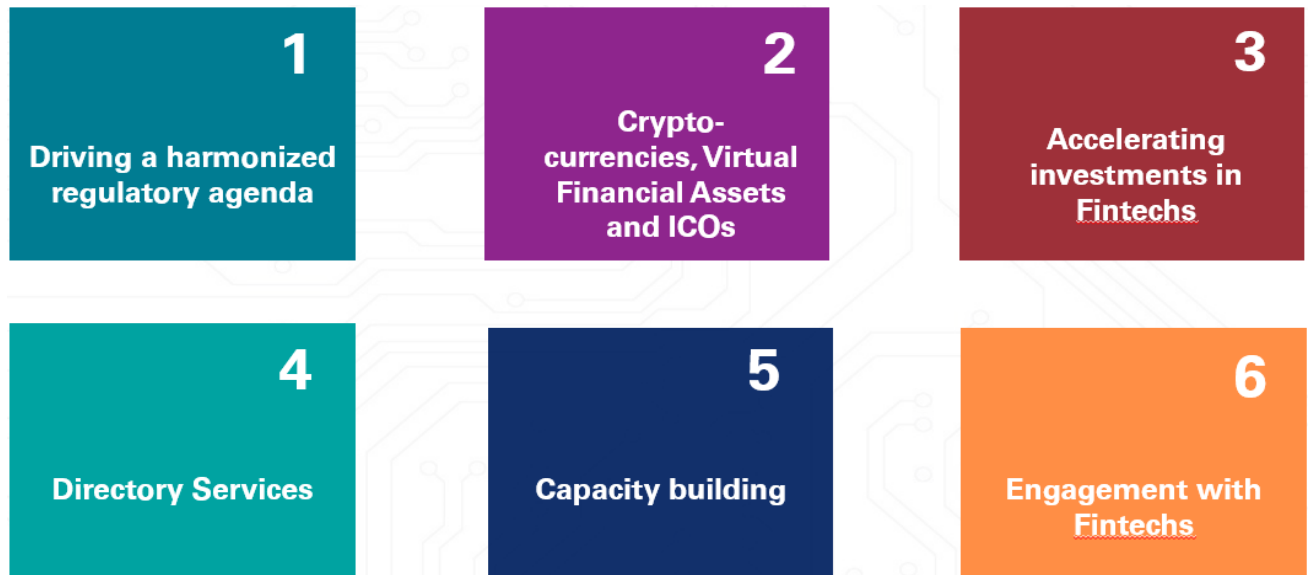 1
Driving a harmonized
regulatory agenda
2
Crypto-
currencies, Virtual
Financial Assets
and ICOs
3
Accelerating
investments in
Fintechs
4
Directory Services
5
Capacity building
6
Engagement with
Fintechs